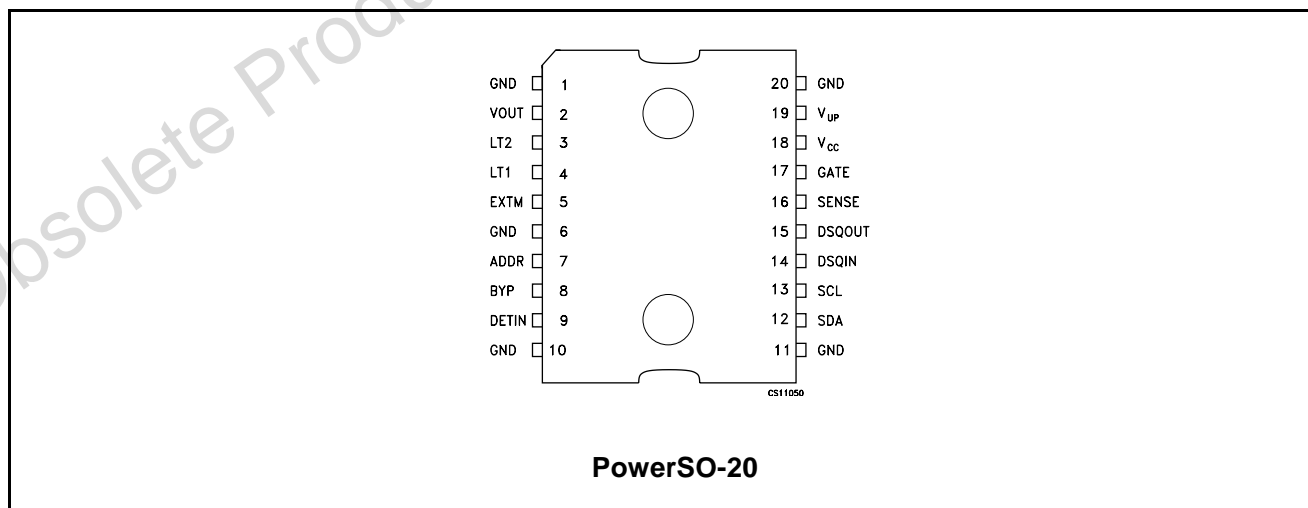 Obsolete Produc
GND 1 20 GND
VOUT 2 19 VUP
LT2 3 18 VCC
LT1 4 17 GATE
EXTM 5 16 SENSE
GND 6 15 DSQOUT
ADDR 7 14 DSQIN
BYP 8 13 SCL
DETIN 9 12 SDA
GND 10 11 GND
CS11050
PowerSO-20